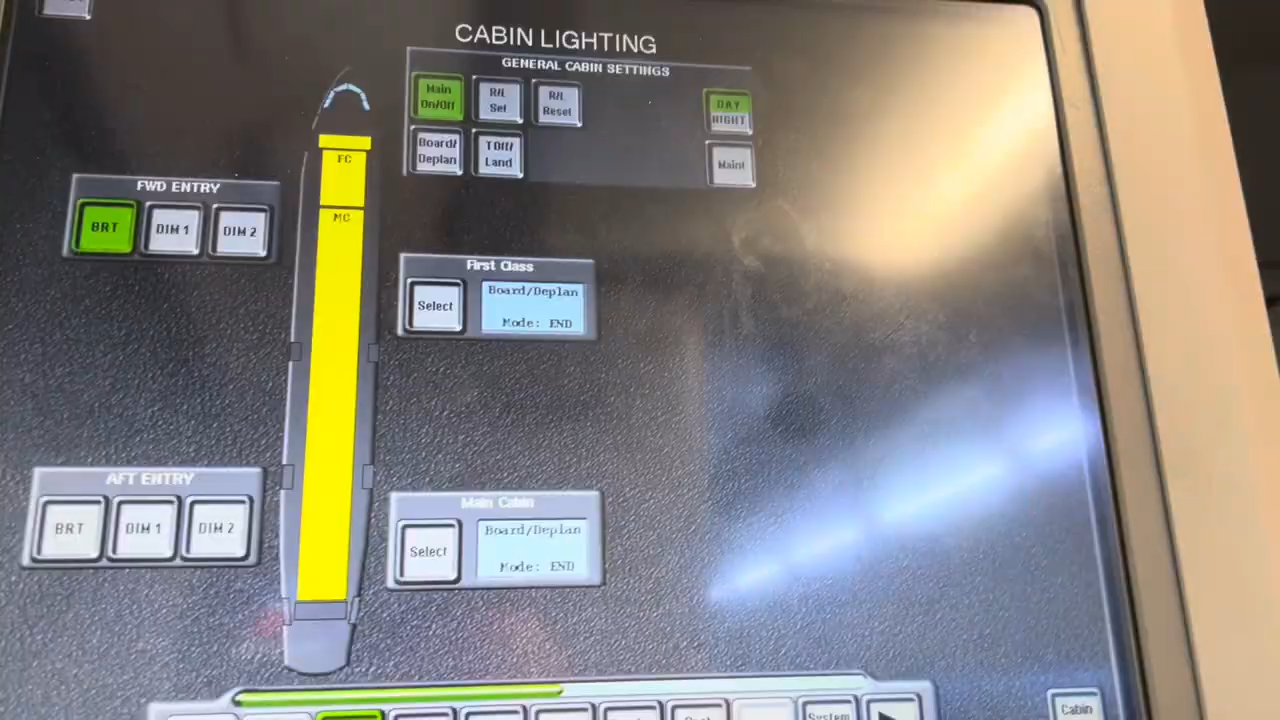 CABIN LIGHTING
GENERAL CABIN SETTINGS
Main On/Off
R/L Set
R/L Reset
DAY NIGHT
Board/ Deplan
TOff/ Land
Maint
FC
MC
FWD ENTRY
BRT
DIM 1
DIM 2
First Class
Select
Board/Deplan
Mode: END
AFT ENTRY
BRT
DIM 1
DIM 2
Main Cabin
Select
Board/Deplan
Mode: END
System
Cabin